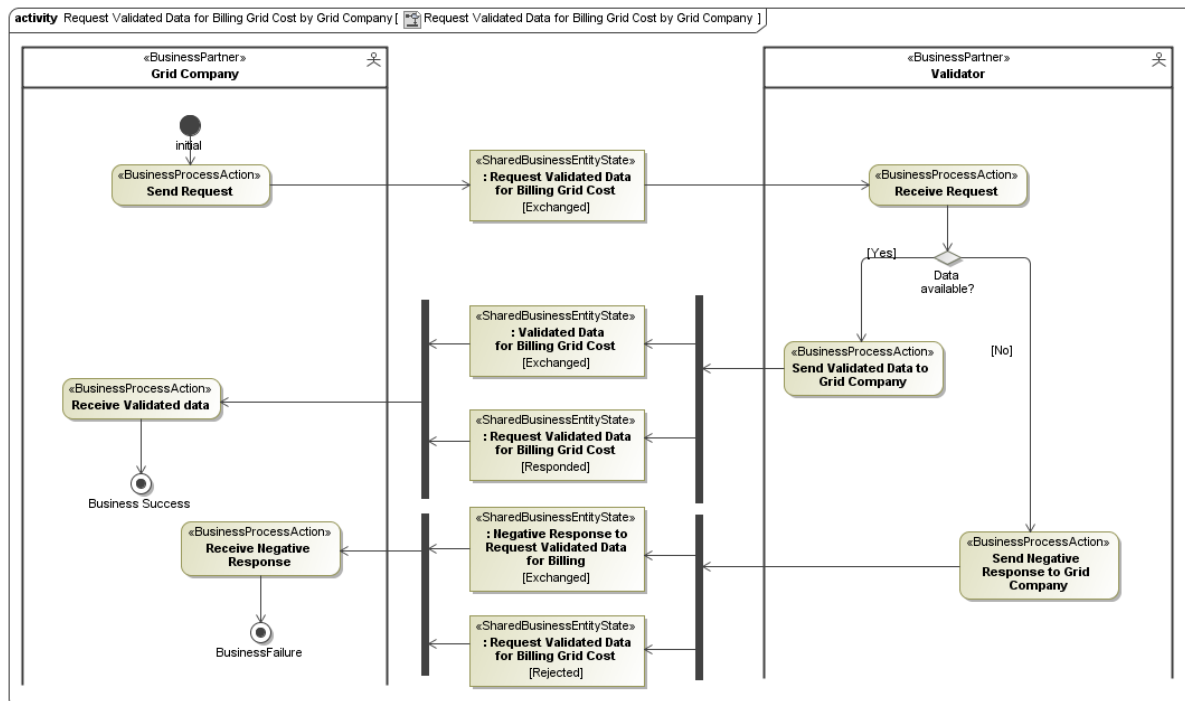 activity Request Validated Data for Billing Grid Cost by Grid Company [ Request Validated Data for Billing Grid Cost by Grid Company ]
«BusinessPartner»
Grid Company
«BusinessPartner»
Validator
initial
«BusinessProcessAction»
Send Request
«SharedBusinessEntityState»
: Request Validated Data
for Billing Grid Cost
[Exchanged]
«BusinessProcessAction»
Receive Request
[Yes]
Data
available?
[No]
«SharedBusinessEntityState»
: Validated Data
for Billing Grid Cost
[Exchanged]
«BusinessProcessAction»
Send Validated Data to
Grid Company
«BusinessProcessAction»
Receive Validated data
«SharedBusinessEntityState»
: Request Validated Data
for Billing Grid Cost
[Responded]
Business Success
«BusinessProcessAction»
Receive Negative
Response
«SharedBusinessEntityState»
: Negative Response to
Request Validated Data
for Billing
[Exchanged]
«BusinessProcessAction»
Send Negative
Response to Grid
Company
BusinessFailure
«SharedBusinessEntityState»
: Request Validated Data
for Billing Grid Cost
[Rejected]